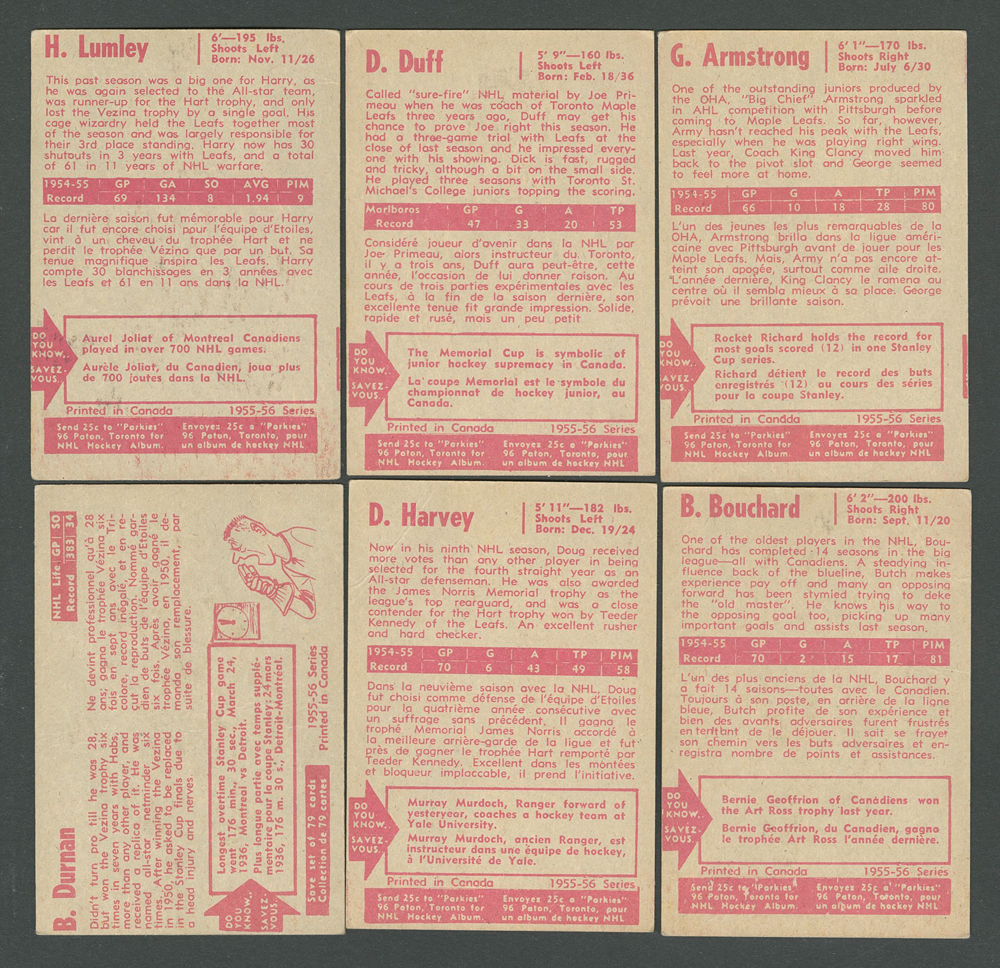 H. Lumley
6'—195 lbs.
Shoots Left
Born: Nov. 11/26
This past season was a big one for Harry, as
he was again selected to the All-star team,
was runner-up for the Hart trophy, and only
lost the Vezina trophy by a single goal. His
cage wizardry held the Leafs together most
of the season and was largely responsible for
their 3rd place standing. Harry now has 30
shutouts in 3 years with Leafs, and a total
of 61 in 11 years of NHL warfare.
1954-55 GP GA SO AVG PIM
Record 69 134 8 1.94 9
La dernière saison fut mémorable pour Harry
car il fut encore choisi pour l'équipe d'Etoiles,
vint à un cheveu du trophée Hart et ne
perdit le trophée Vézina que par un but. Sa
tenue magnifique inspira les Leafs. Harry
compte 30 blanchissages en 3 années avec
les Leafs et 61 en 11 ans dans la NHL.
DO
YOU
KNOW..
SAVEZ-
VOUS.
Aurel Joliat of Montreal Canadiens
played in over 700 NHL games.
Aurèle Joliat, du Canadien, joua plus
de 700 joutes dans la NHL.
Printed in Canada 1955-56 Series
Send 25c to "Parkies"
96 Paton, Toronto for
NHL Hockey Album.
Envoyez 25c a "Parkies"
96 Paton, Toronto, pour
un album de hockey NHL
D. Duff
5' 9"—160 lbs.
Shoots Left
Born: Feb. 18/36
Called "sure-fire" NHL material by Joe Pri-
meau when he was coach of Toronto Maple
Leafs three years ago, Duff may get his
chance to prove Joe right this season. He
had a three-game trial with Leafs at the
close of last season and he impressed every-
one with his showing. Dick is fast, rugged
and tricky, although a bit on the small side.
He played three seasons with Toronto St.
Michael's College juniors topping the scoring.
Marlboros GP G A TP
Record 47 33 20 53
Considéré joueur d'avenir dans la NHL par
Joe Primeau, alors instructeur du Toronto,
il y a trois ans, Duff aura peut-être, cette
année, l'occasion de lui donner raison. Au
cours de trois parties expérimentales avec les
Leafs, à la fin de la saison dernière, son
excellente tenue fit grande impression. Solide,
rapide et rusé, mais un peu petit
DO
YOU
KNOW..
SAVEZ-
VOUS.
The Memorial Cup is symbolic of
junior hockey supremacy in Canada.
La coupe Memorial est le symbole du
championnat de hockey junior, au
Canada.
Printed in Canada 1955-56 Series
Send 25c to "Parkies"
96 Paton, Toronto for
NHL Hockey Album.
Envoyez 25c a "Parkies"
96 Paton, Toronto, pour
un album de hockey NHL
G. Armstrong
6' 1"—170 lbs.
Shoots Right
Born: July 6/30
One of the outstanding juniors produced by
the OHA, "Big Chief" Armstrong sparkled
in AHL competition with Pittsburgh before
coming to Maple Leafs. So far, however,
Army hasn't reached his peak with the Leafs,
especially when he was playing right wing.
Last year, Coach King Clancy moved him
back to the pivot slot and George seemed
to feel more at home.
1954-55 GP G A TP PIM
Record 66 10 18 28 80
L'un des jeunes les plus remarquables de la
OHA, Armstrong brilla dans la ligue améri-
caine avec Pittsburgh avant de jouer pour les
Maple Leafs. Mais, Army n'a pas encore at-
teint son apogée, surtout comme aile droite.
L'année dernière, King Clancy le ramena au
centre où il sembla mieux à sa place. George
prévoit une brillante saison.
DO
YOU
KNOW..
SAVEZ-
VOUS.
Rocket Richard holds the record for
most goals scored (12) in one Stanley
Cup series.
Richard détient le record des buts
enregistrés (12) au cours des séries
pour la coupe Stanley.
Printed in Canada 1955-56 Series
Send 25c to "Parkies"
96 Paton, Toronto for
NHL Hockey Album.
Envoyez 25c a "Parkies"
96 Paton, Toronto, pour
un album de hockey NHL
B. Durnan
NHL Life GP SO
Record 383 34
Didn't turn pro till he was 28,
but won the Vezina trophy six
times in seven years with Habs,
more than any other player, and
received a replica of it. He was
named all-star netminder six
times. After winning the Vezina
in 1950, he asked to be replaced
in the Stanley Cup finals due to
a head injury and nerves
Ne devint professionnel qu'à 28
ans; gagna le trophée Vézina six
fois en sept ans avec le Tri-
colore, record inégalé, et en re-
çut la reproduction. Nommé gar-
dien de buts de l'équipe d'Etoiles
six fois. Après avoir gagné le
trophée Vézina, en 1950, il de-
manda son remplacement, par
suite de blessure.
DO
YOU
KNOW..
SAVEZ-
VOUS.
Longest overtime Stanley Cup game
went 176 min., 30 sec., March 24,
1936, Montreal vs Detroit.
Plus longue partie avec temps supplé-
mentaire pour la coupe Stanley: 24 mars
1936, 176 m. 30 s., Detroit-Montréal.
Save set of 79 cards
Collection de 79 cartes
1955-56 Series
Printed in Canada
D. Harvey
5' 11"—182 lbs.
Shoots Left
Born: Dec. 19/24
Now in his ninth NHL season, Doug received
more votes than any other player in being
selected for the fourth straight year as an
All-star defenseman. He was also awarded
the James Norris Memorial Trophy as the
league's top rearguard, and was a close
contender for the Hart trophy won by Teeder
Kennedy of the Leafs. An excellent rusher
and hard checker.
1954-55 GP G A TP PIM
Record 70 6 43 49 58
Dans la neuvième saison avec la NHL, Doug
fut choisi comme défense de l'équipe d'Etoiles
pour la quatrième année consécutive avec
un suffrage sans précédent. Il gagna le
trophé Memorial James Norris accordé à
la meilleure arrière-garde de la ligue et fut
près de gagner le trophée Hart remporté par
Teeder Kennedy. Excellent dans les montées
et bloqueur implaccable, il prend l'initiative.
DO
YOU
KNOW..
SAVEZ-
VOUS.
Murray Murdoch, Ranger forward of
yesteryear, coaches a hockey team at
Yale University.
Murray Murdoch, ancien Ranger, est
instructeur dans une équipe de hockey,
à l'Université de Yale.
Printed in Canada 1955-56 Series
Send 25c to "Parkies"
96 Paton, Toronto for
NHL Hockey Album.
Envoyez 25c a "Parkies"
96 Paton, Toronto, pour
un album de hockey NHL
B. Bouchard
6' 2"—200 lbs.
Shoots Right
Born: Sept. 11/20
One of the oldest players in the NHL, Bou-
chard has completed 14 seasons in the big
league—all with Canadiens. A steadying in-
fluence back of the blueline, Butch makes
experience pay off and many an opposing
forward has been stymied trying to deke
the "old master". He knows his way to
the opposing goal too, picking up many
important goals and assists last season.
1954-55 GP G A TP PIM
Record 70 2 15 17 81
L'un des plus anciens de la NHL, Bouchard y
a fait 14 saisons—toutes avec le Canadien.
Toujours à son poste, en arrière de la ligne
bleue, Butch profite de son expérience et
bien des avants adversaires furent frustrés
en tentant de le déjouer. Il sait se frayer
son chemin vers les buts adversaires et en-
registra nombre de points et assistances.
DO
YOU
KNOW..
SAVEZ-
VOUS.
Bernie Geoffrion of Canadiens won
the Art Ross trophy last year.
Bernie Geoffrion, du Canadien, gagna
le trophée Art Ross l'année dernière.
Printed in Canada 1955-56 Series
Send 25c to "Parkies"
96 Paton, Toronto for
NHL Hockey Album.
Envoyez 25c a "Parkies"
96 Paton, Toronto, pour
un album de hockey NHL